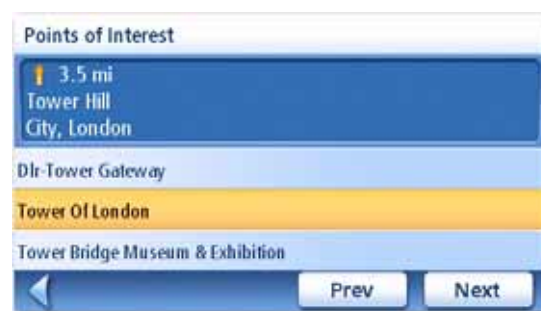 Points of Interest
3.5 mi
Tower Hill
City, London
Dlr-Tower Gateway
Tower Of London
Tower Bridge Museum & Exhibition
Prev
Next